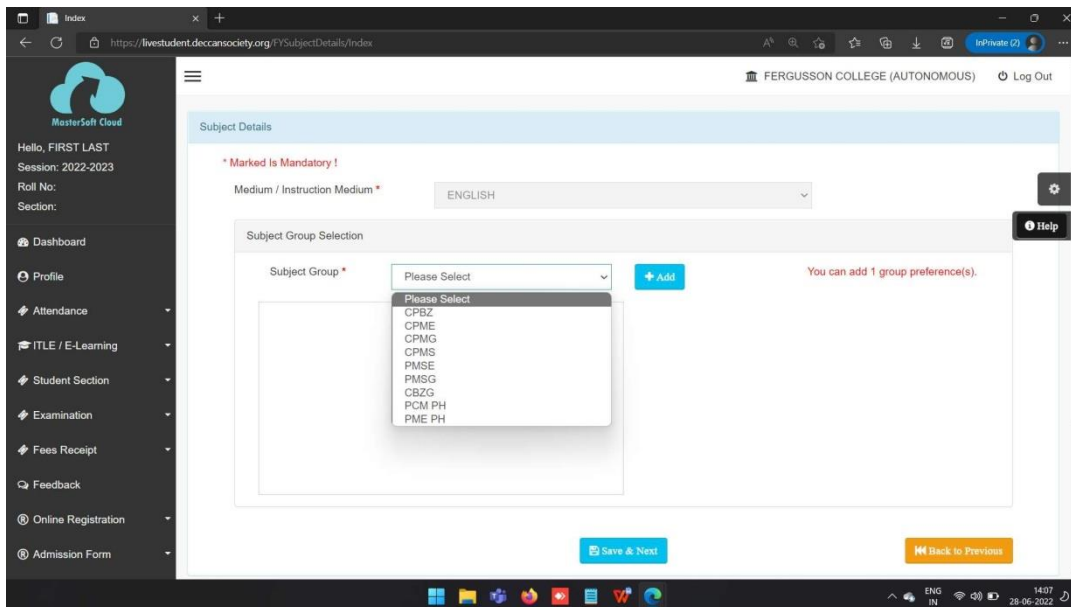 Index
https://livestudent.deccansociety.org/FYSubjectDetails/Index
InPrivate (2)
MasterSoft Cloud
FERGUSSON COLLEGE (AUTONOMOUS)
Log Out
Hello, FIRST LAST
Session: 2022-2023
Roll No:
Section:
Dashboard
Profile
Attendance
ITLE / E-Learning
Student Section
Examination
Fees Receipt
Feedback
Online Registration
Admission Form
Subject Details
* Marked Is Mandatory !
Medium / Instruction Medium *
ENGLISH
Help
Subject Group Selection
Subject Group *
Please Select
+ Add
You can add 1 group preference(s).
Please Select
CPBZ
CPME
CPMG
CPMS
PMSE
PMSG
CBZG
PCM PH
PME PH
Save & Next
Back to Previous
ENG
IN
14:07
28-06-2022